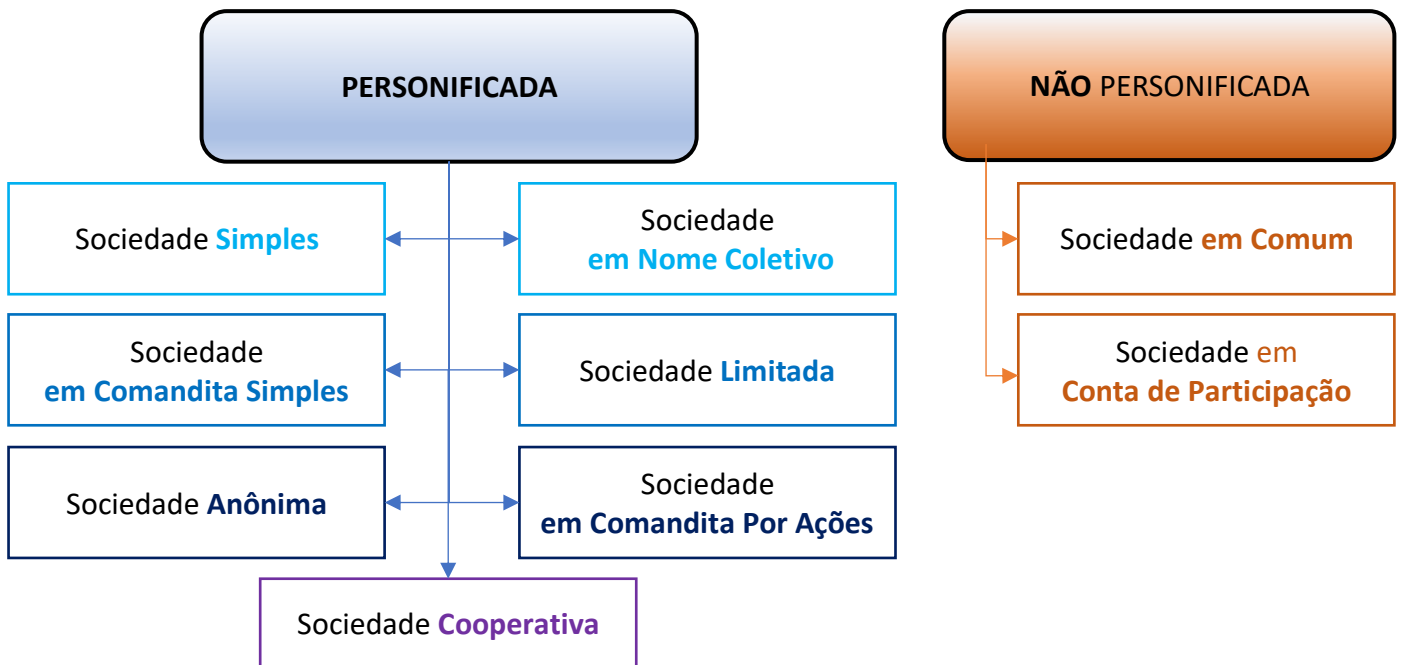 PERSONIFICADA
NÃO PERSONIFICADA
Sociedade Simples
Sociedade
em Nome Coletivo
Sociedade em Comum
Sociedade
em Comandita Simples
Sociedade Limitada
Sociedade em
Conta de Participação
Sociedade Anônima
Sociedade
em Comandita Por Ações
Sociedade Cooperativa